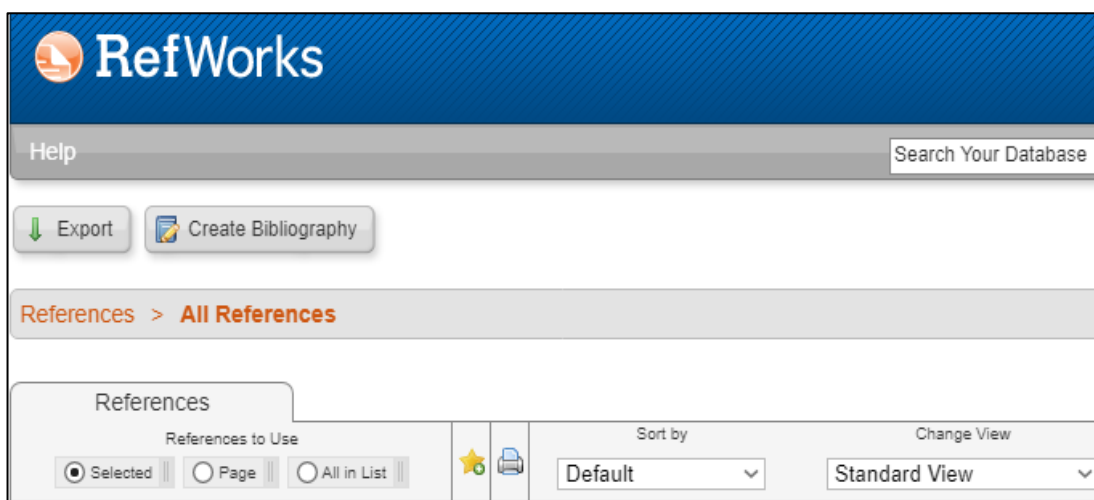 RefWorks
Help
Search Your Database
Export Create Bibliography
References > All References
References
References to Use
Selected Page All in List
Sort by
Default
Change View
Standard View